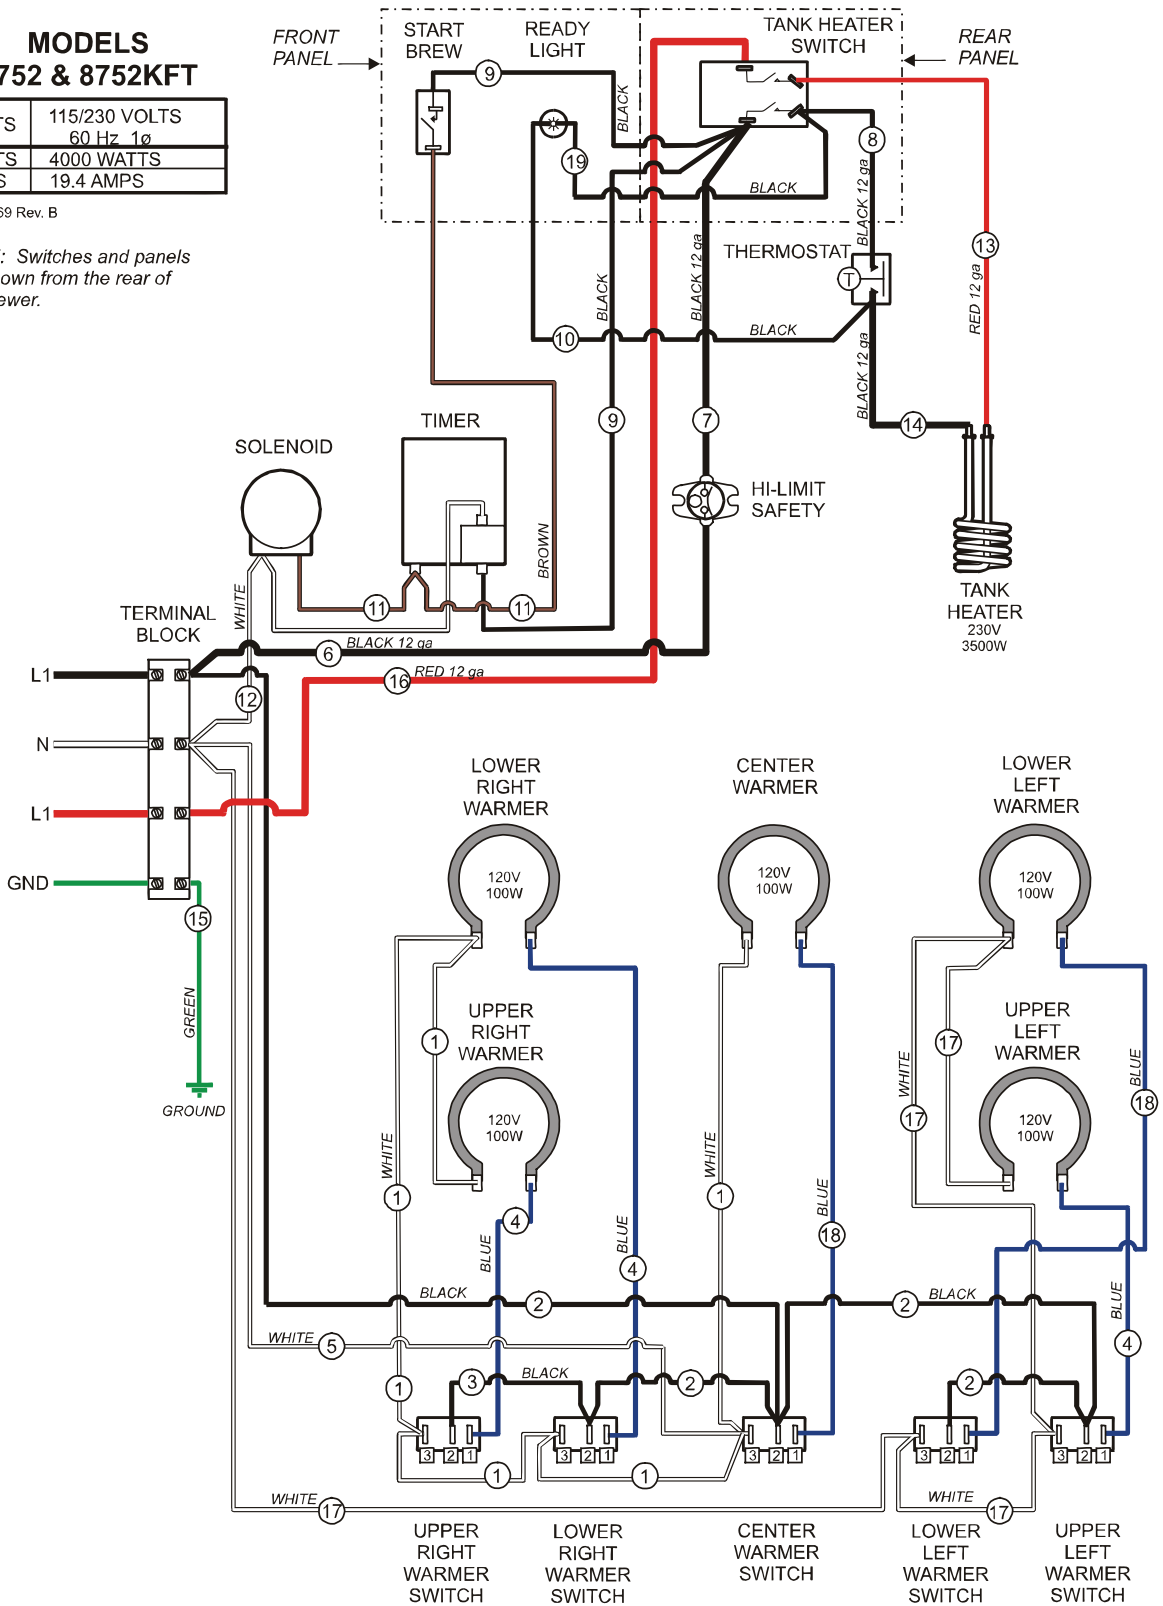 MODELS
752 & 8752KFT
TS 115/230 VOLTS
60 Hz 1ø
TS 4000 WATTS
S 19.4 AMPS
69 Rev. B
: Switches and panels
own from the rear of
ewer.
FRONT
PANEL
START
BREW
READY
LIGHT
TANK HEATER
SWITCH
REAR
PANEL
9
BLACK
19
BLACK
8
BLACK 12 ga
13
RED 12 ga
THERMOSTAT
T
BLACK 12 ga
BLACK
10
BLACK
BLACK 12 ga
14
9
7
HI-LIMIT
SAFETY
TIMER
SOLENOID
BROWN
TANK
HEATER
230V
3500W
WHITE
11
11
TERMINAL
BLOCK
6
BLACK 12 ga
16
RED 12 ga
L1
12
N
L1
GND
15
GREEN
GROUND
LOWER
RIGHT
WARMER
120V
100W
CENTER
WARMER
120V
100W
LOWER
LEFT
WARMER
120V
100W
UPPER
RIGHT
WARMER
120V
100W
UPPER
LEFT
WARMER
120V
100W
1
17
WHITE
BLUE
18
17
WHITE
1
WHITE
1
4
BLUE
BLUE
4
BLUE
18
BLACK
2
2
BLACK
BLUE
4
WHITE
5
1
3
BLACK
2
2
3 2 1
3 2 1
3 2 1
3 2 1
3 2 1
1
1
WHITE
17
WHITE
17
UPPER
RIGHT
WARMER
SWITCH
LOWER
RIGHT
WARMER
SWITCH
CENTER
WARMER
SWITCH
LOWER
LEFT
WARMER
SWITCH
UPPER
LEFT
WARMER
SWITCH